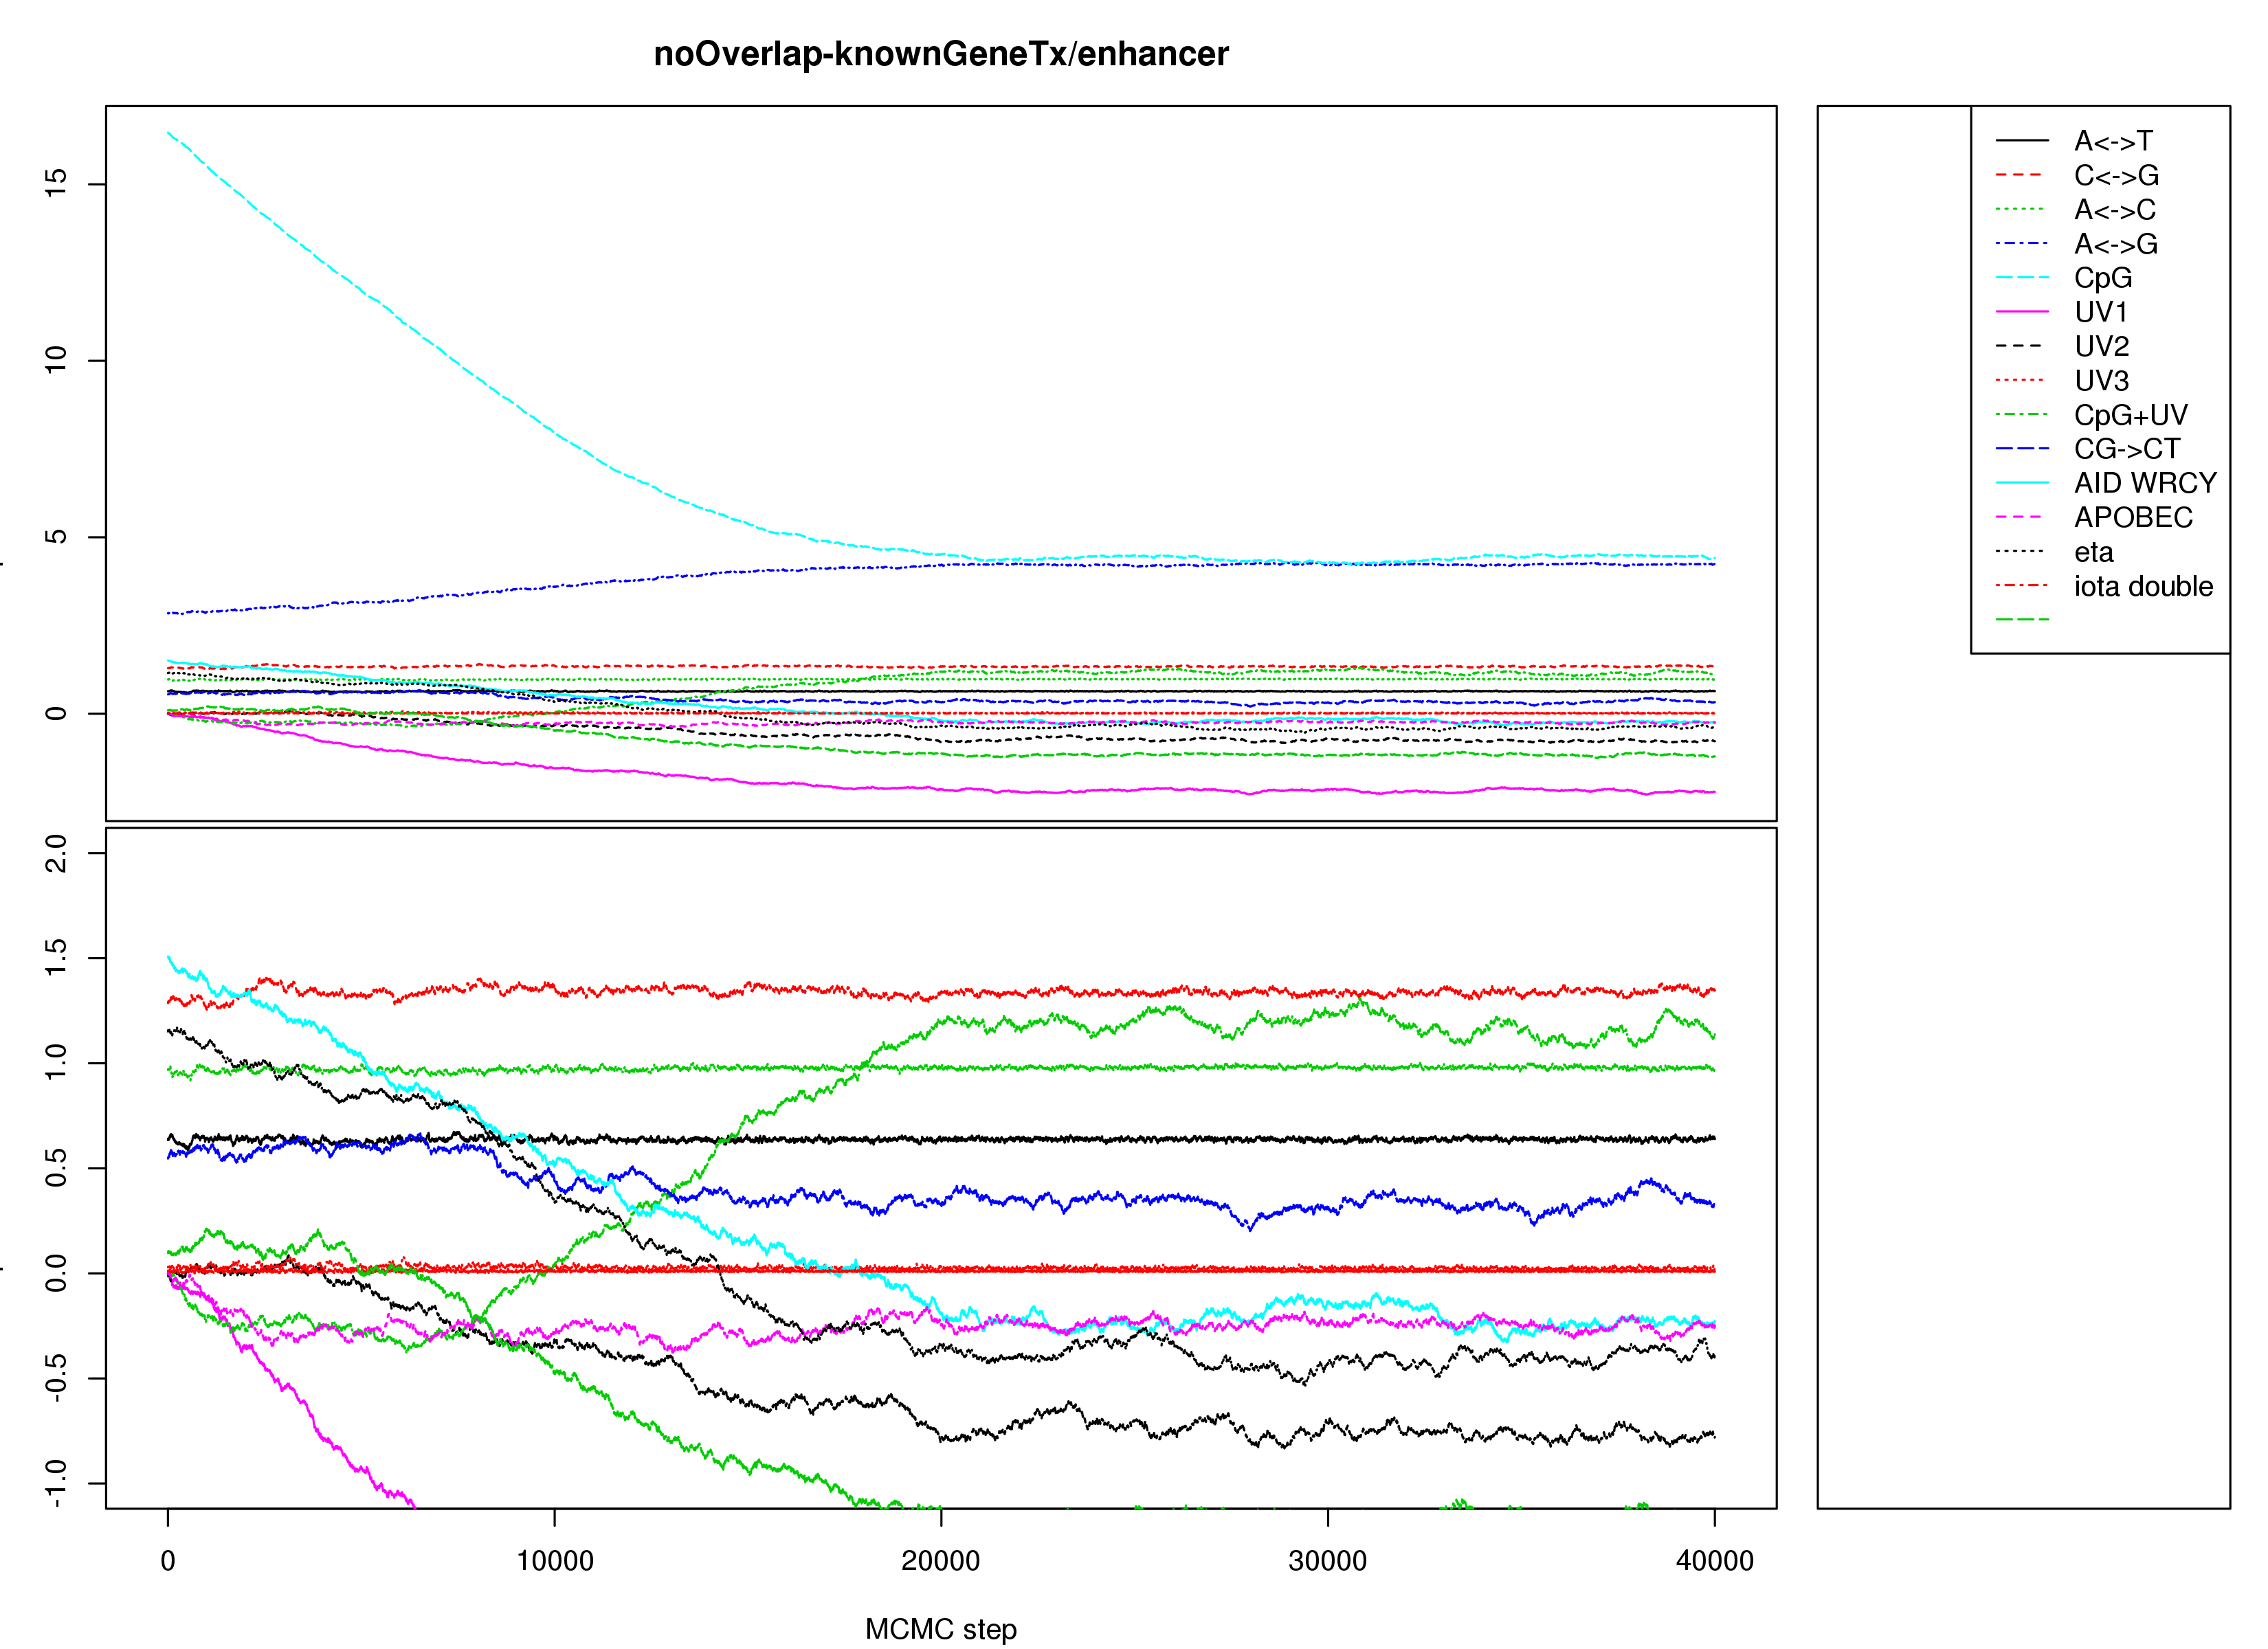 noOverlap-knownGeneTx/enhancer
15
10
5
0
A<->T
C<->G
A<->C
A<->G
CpG
UV1
UV2
UV3
CpG+UV
CG->CT
AID WRCY
APOBEC
eta
iota double
2.0
1.5
1.0
0.5
0.0
-0.5
-1.0
0 10000 20000 30000 40000
MCMC step